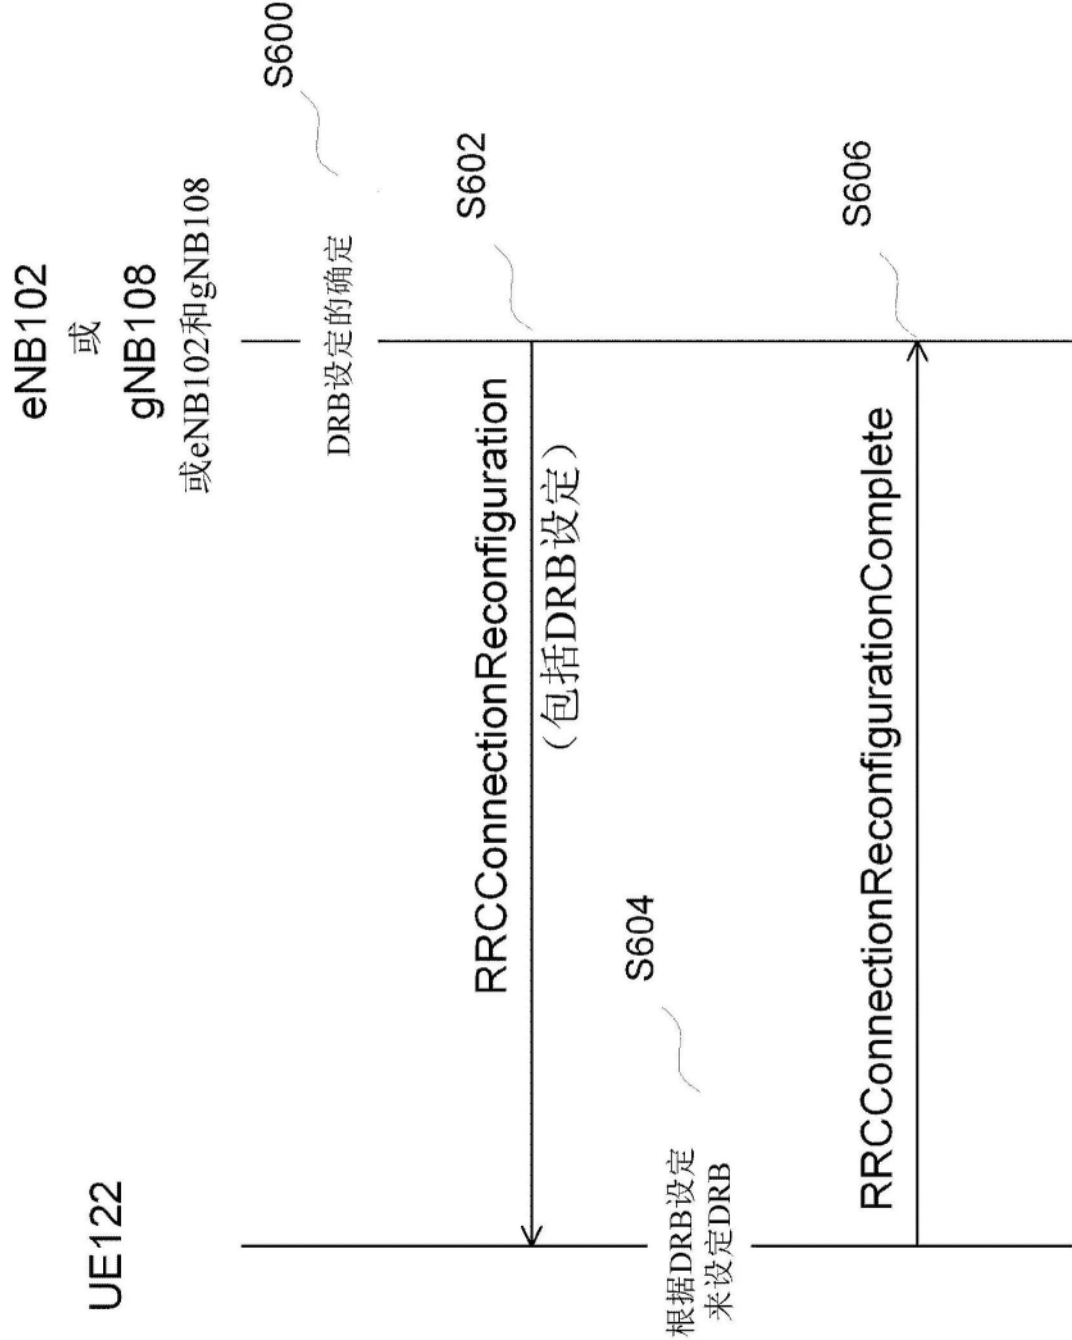 UE122
eNB102
或
gNB108
或eNB102和gNB108
S600
DRB设定的确定
S602
RRCConnectionReconfiguration
（包括DRB设定）
S604
根据DRB设定
来设定DRB
S606
RRCConnectionReconfigurationComplete